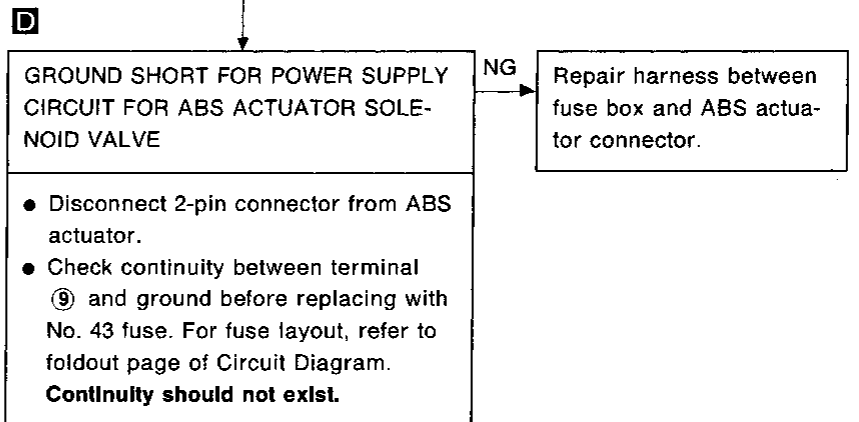 D
GROUND SHORT FOR POWER SUPPLY
CIRCUIT FOR ABS ACTUATOR SOLE-
NOID VALVE
NG
Repair harness between
fuse box and ABS actua-
tor connector.
● Disconnect 2-pin connector from ABS
actuator.
● Check continuity between terminal
⑨ and ground before replacing with
No. 43 fuse. For fuse layout, refer to
foldout page of Circuit Diagram.
Continuity should not exist.